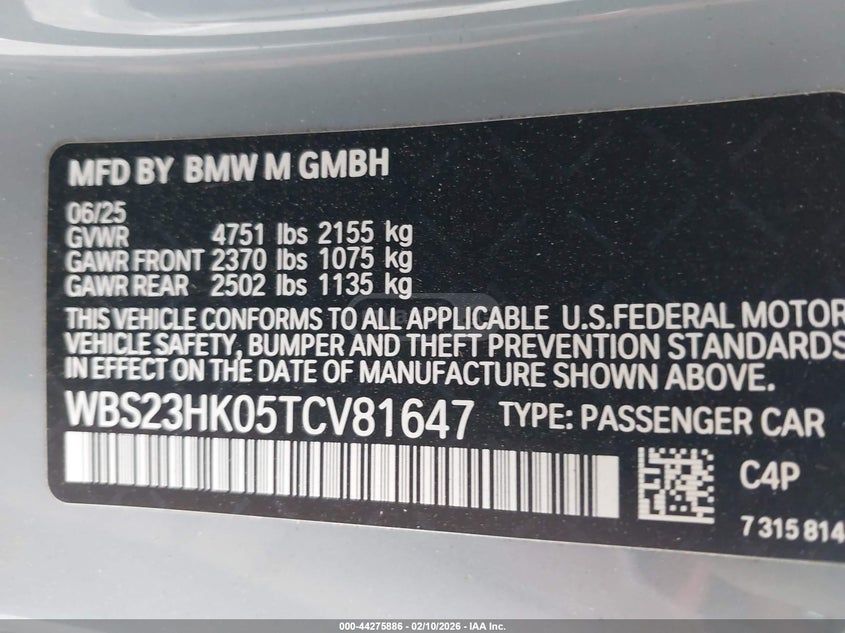 MFD BY BMW M GMBH
06/25
GVWR 4751 lbs 2155 kg
GAWR FRONT 2370 lbs 1075 kg
GAWR REAR 2502 lbs 1135 kg
THIS VEHICLE CONFORMS TO ALL APPLICABLE U.S.FEDERAL MOTOR
VEHICLE SAFETY, BUMPER AND THEFT PREVENTION STANDARDS
IN EFFECT ON THE DATE OF MANUFACTURE SHOWN ABOVE.
WBS23HK05TCV81647 TYPE: PASSENGER CAR
C4P
7 315 814
000-44275886 - 02/10/2026 - IAA Inc.